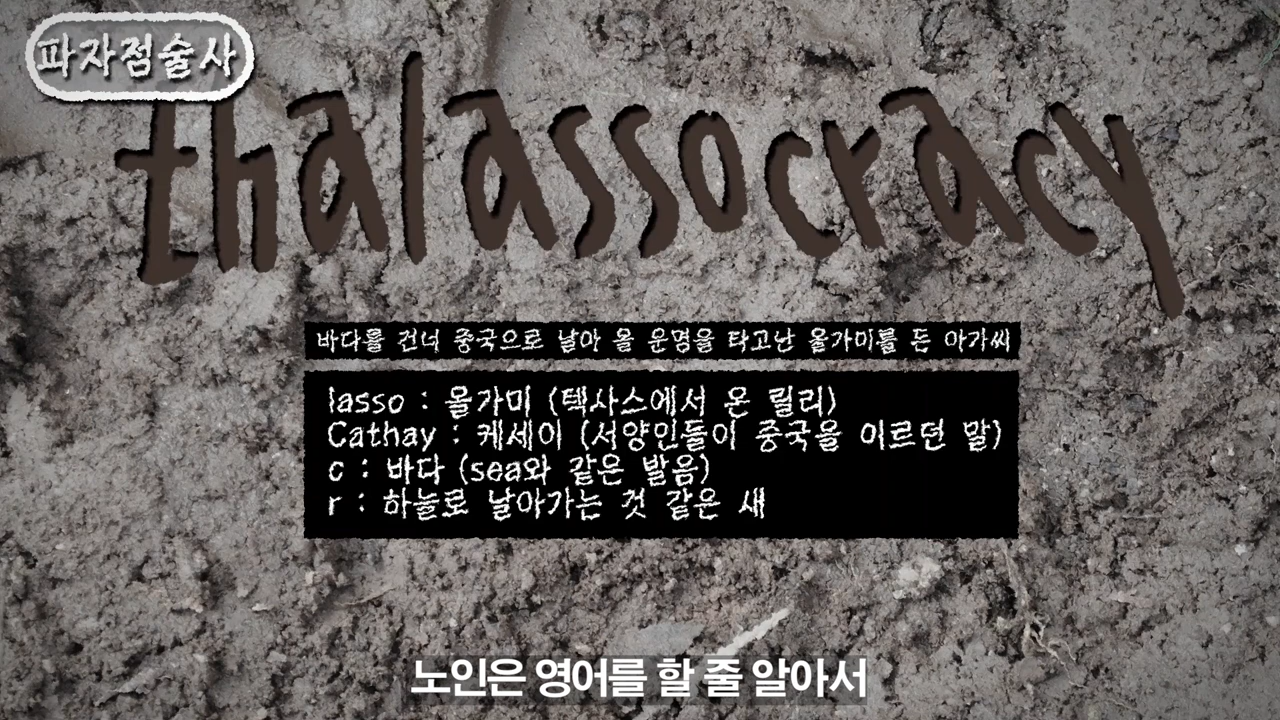 파자점술사
thalassocracy
바다를 건너 중국으로 날아 올 운명을 타고난 올가미를 든 아가씨
lasso : 올가미 (텍사스에서 온 릴리)
Cathay : 케세이 (서양인들이 중국을 이르던 말)
c : 바다 (sea와 같은 발음)
r : 하늘로 날아가는 것 같은 새
노인은 영어를 할 줄 알아서